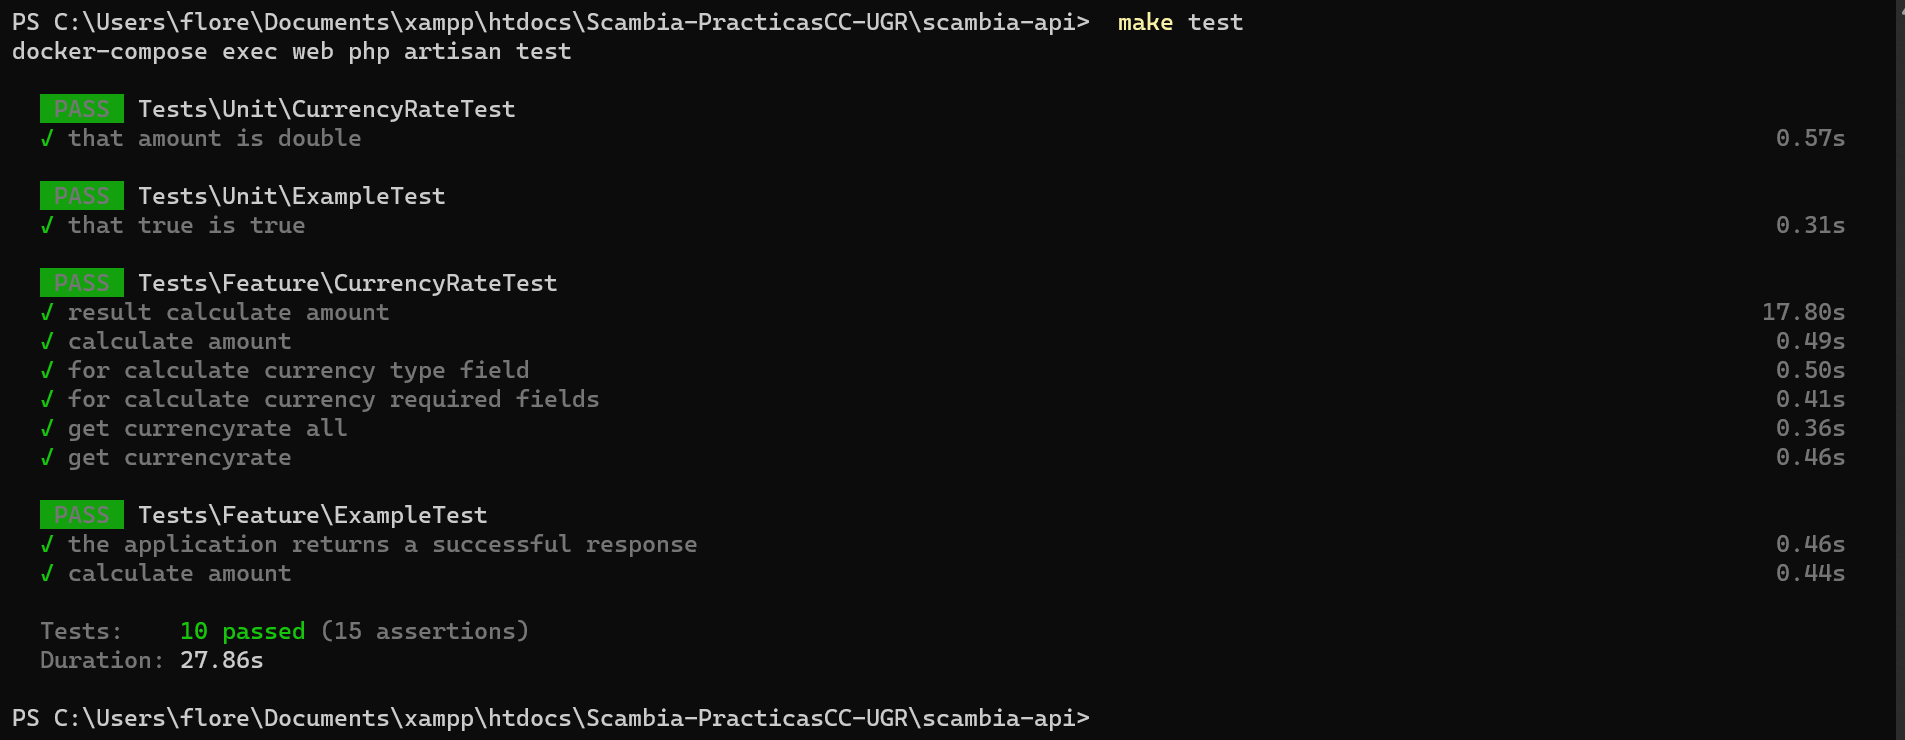 PS C:\Users\flore\Documents\xampp\htdocs\Scambia-PracticasCC-UGR\scambia-api>  make test
docker-compose exec web php artisan test
PASS  Tests\Unit\CurrencyRateTest
✓ that amount is double 0.57s
PASS  Tests\Unit\ExampleTest
✓ that true is true 0.31s
PASS  Tests\Feature\CurrencyRateTest
✓ result calculate amount 17.80s
✓ calculate amount 0.49s
✓ for calculate currency type field 0.50s
✓ for calculate currency required fields 0.41s
✓ get currencyrate all 0.36s
✓ get currencyrate 0.46s
PASS  Tests\Feature\ExampleTest
✓ the application returns a successful response 0.46s
✓ calculate amount 0.44s
Tests:    10 passed (15 assertions)
Duration: 27.86s
PS C:\Users\flore\Documents\xampp\htdocs\Scambia-PracticasCC-UGR\scambia-api>